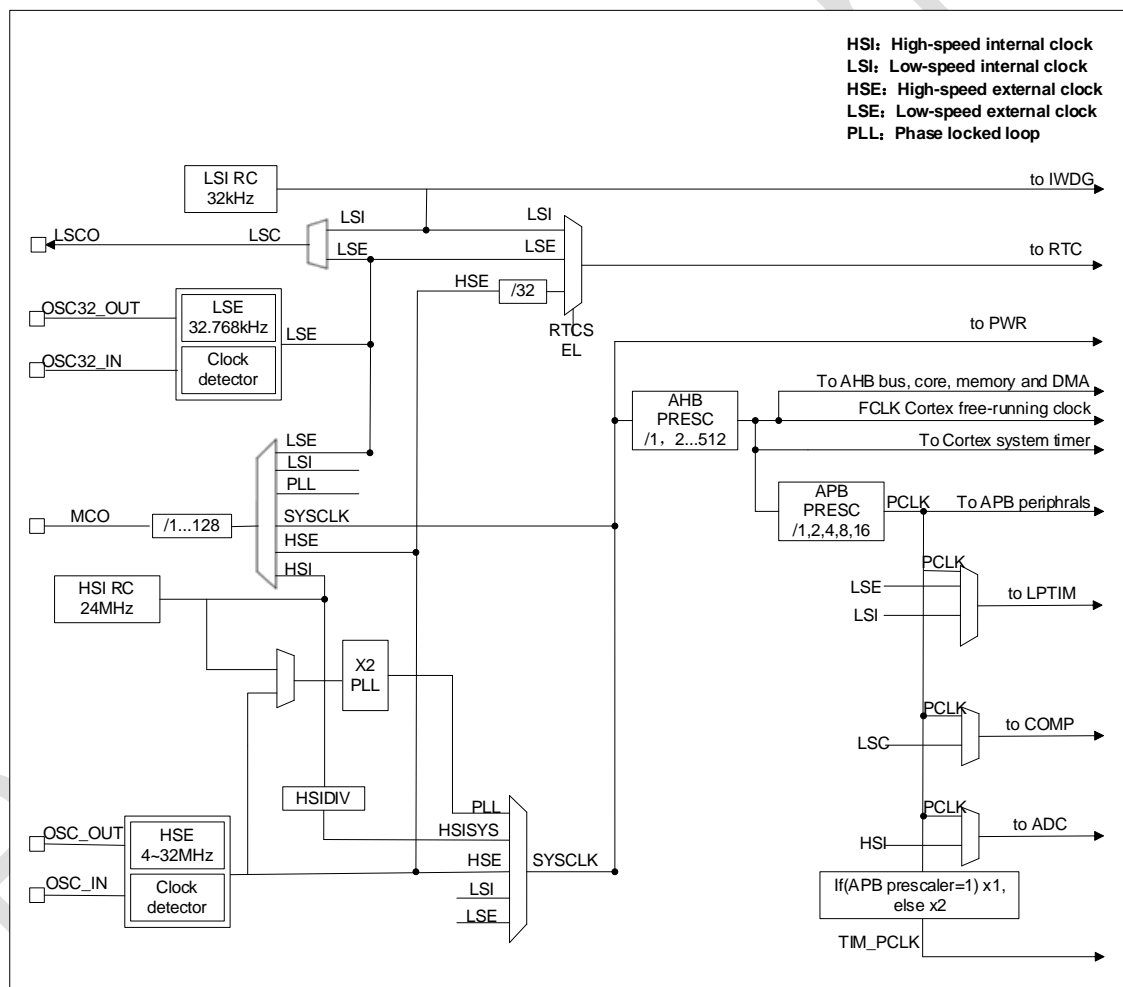 HSI：High-speed internal clock
LSI：Low-speed internal clock
HSE：High-speed external clock
LSE：Low-speed external clock
PLL：Phase locked loop
LSI RC
32kHz
to IWDG
LSCO
LSC
LSI
LSE
LSI
LSE
HSE
/32
RTCS
EL
to RTC
OSC32_OUT
OSC32_IN
LSE
32.768kHz
Clock
detector
LSE
to PWR
AHB
PRESC
/1，2...512
To AHB bus, core, memory and DMA
FCLK Cortex free-running clock
To Cortex system timer
APB
PRESC
/1,2,4,8,16
PCLK
To APB periphrals
MCO
/1...128
LSE
LSI
PLL
SYSCLK
HSE
HSI
HSI RC
24MHz
X2
PLL
PCLK
LSE
LSI
to LPTIM
PCLK
LSC
to COMP
HSIDIV
OSC_OUT
OSC_IN
HSE
4~32MHz
Clock
detector
PLL
HSISYS
HSE
LSI
LSE
SYSCLK
PCLK
HSI
to ADC
If(APB prescaler=1) x1,
else x2
TIM_PCLK